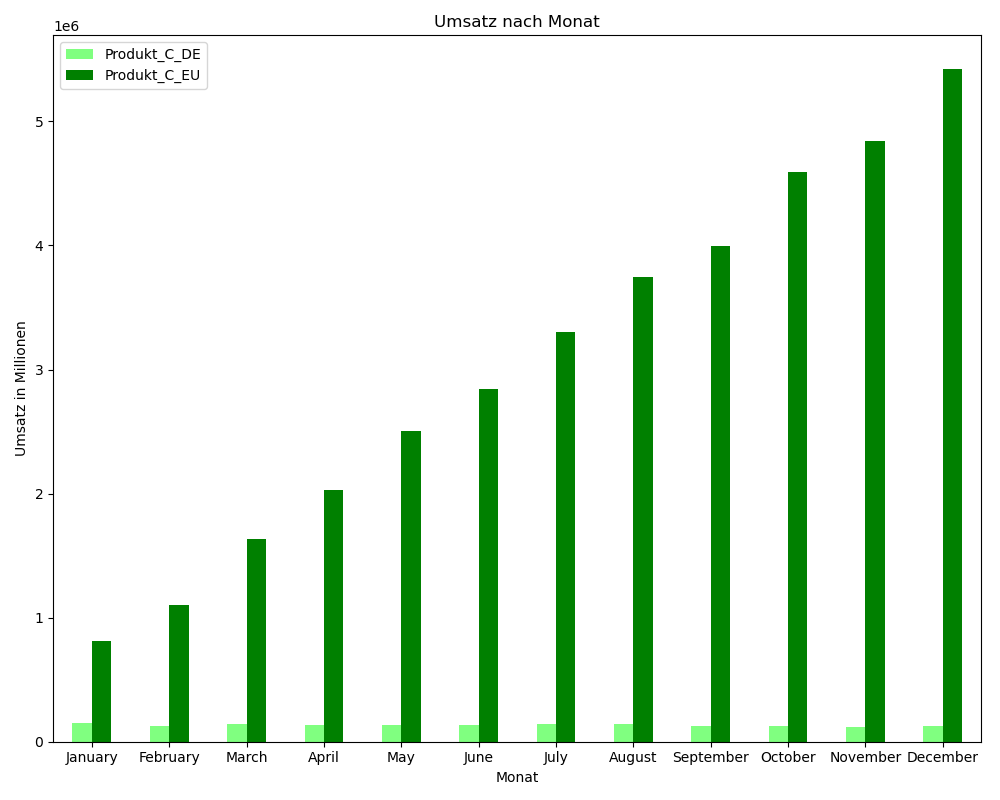 Umsatz nach Monat
1e6
Produkt_C_DE
Produkt_C_EU
Umsatz in Millionen
5
4
3
2
1
0
January February March April May June July August September October November December
Monat